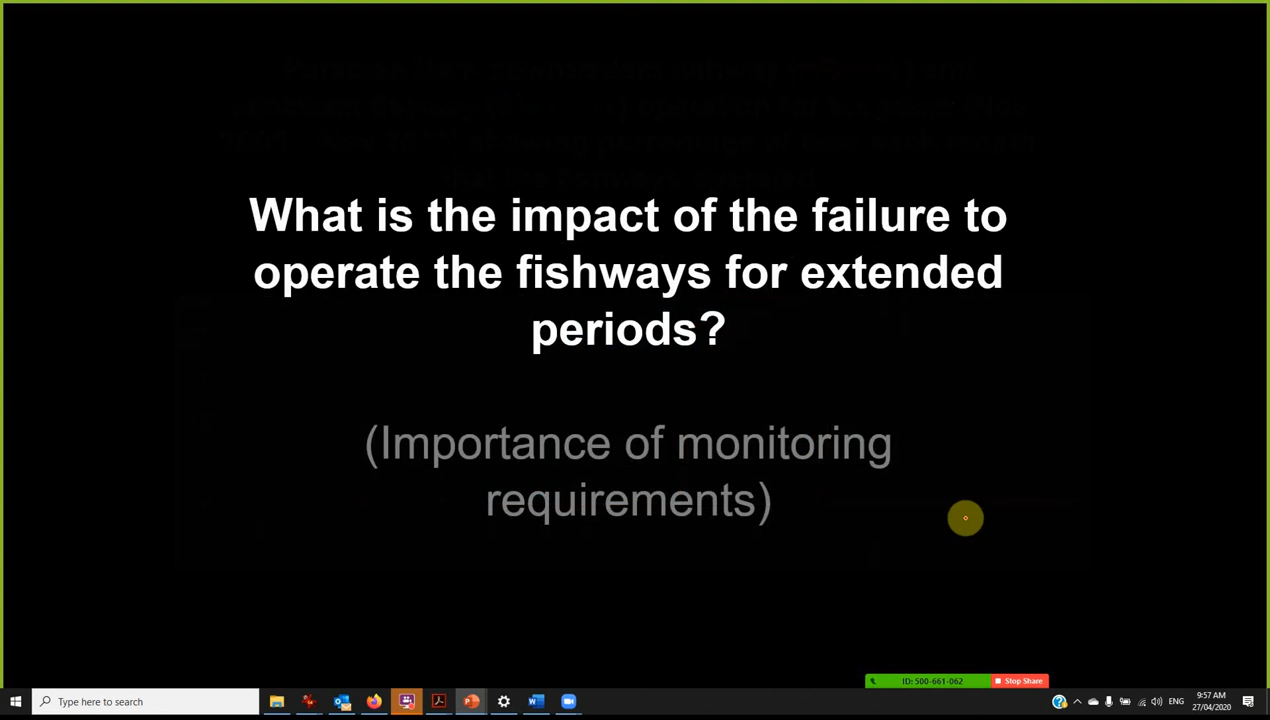 What is the impact of the failure to
operate the fishways for extended
periods?
(Importance of monitoring
requirements)
ID: 500-661-062
Stop Share
Type here to search
ENG
9:57 AM
27/04/2020